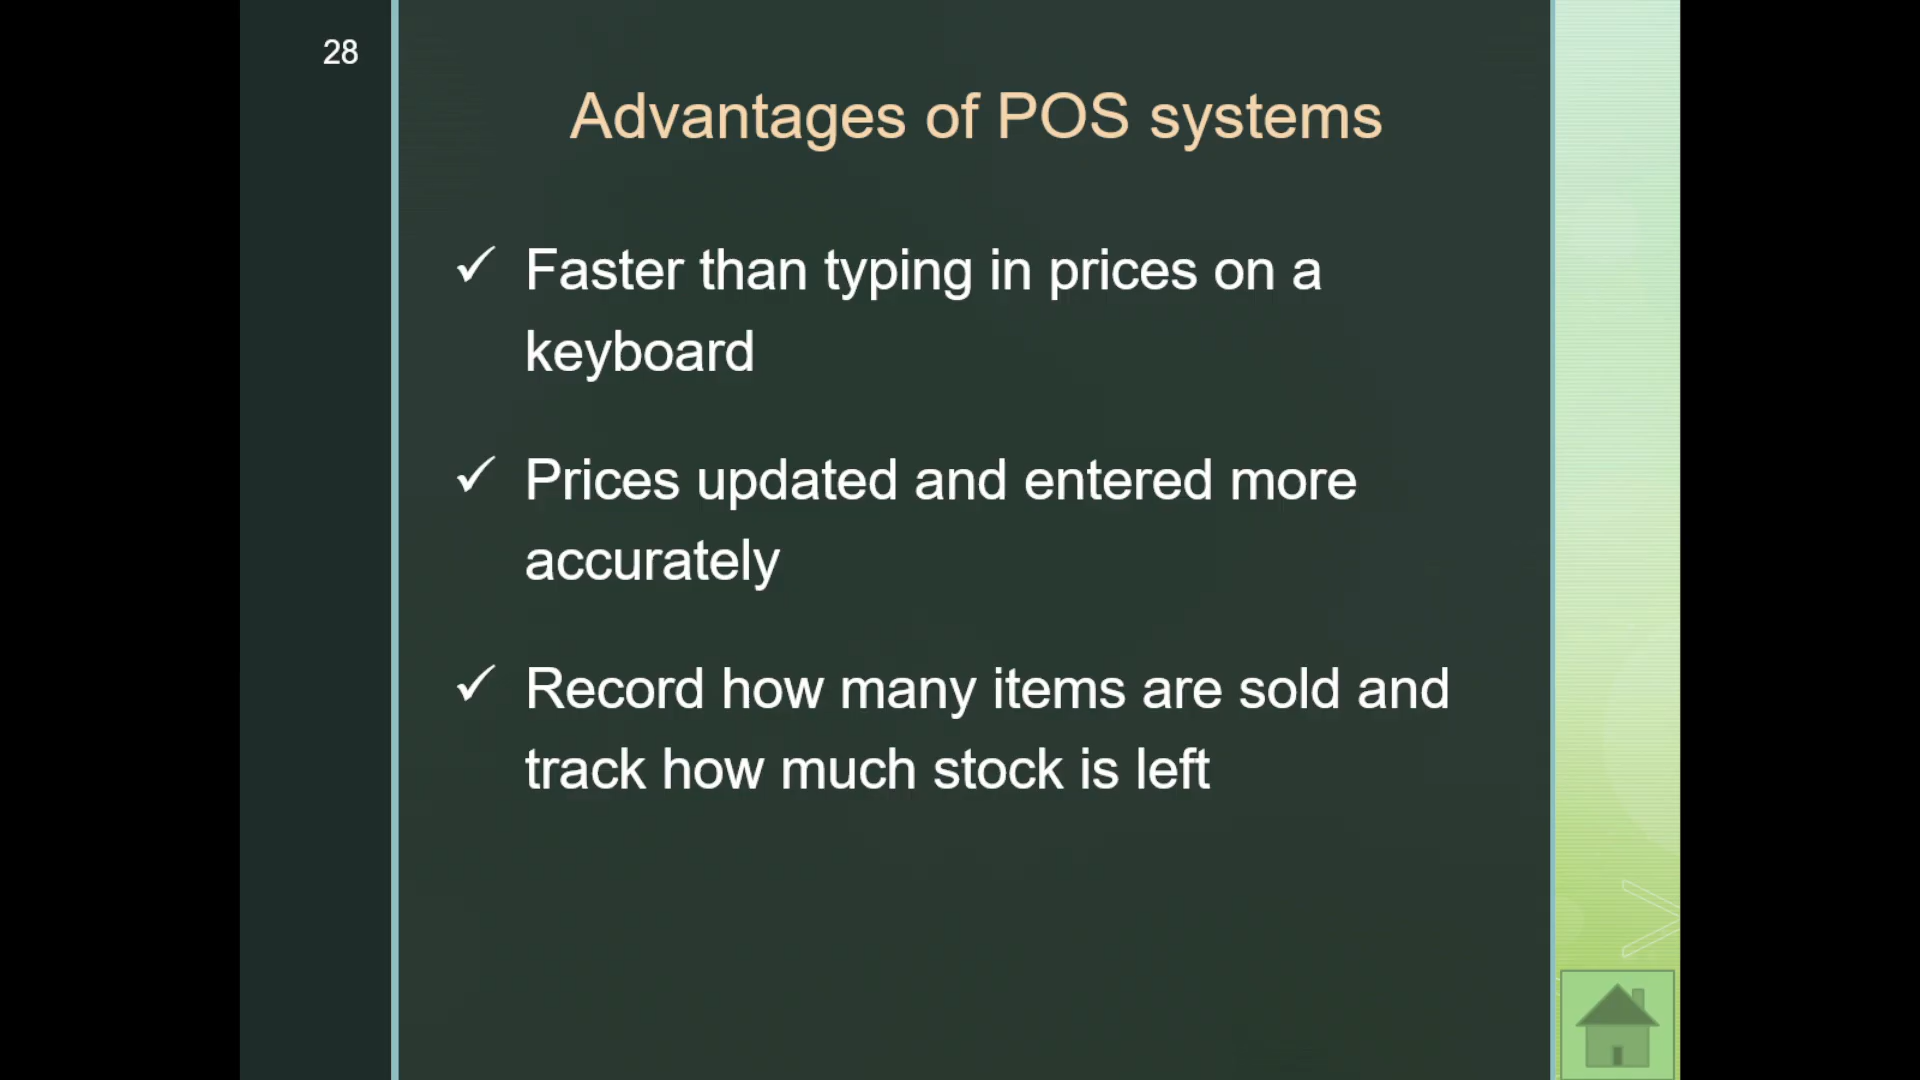 28
Advantages of POS systems
✓ Faster than typing in prices on a
keyboard
✓ Prices updated and entered more
accurately
✓ Record how many items are sold and
track how much stock is left